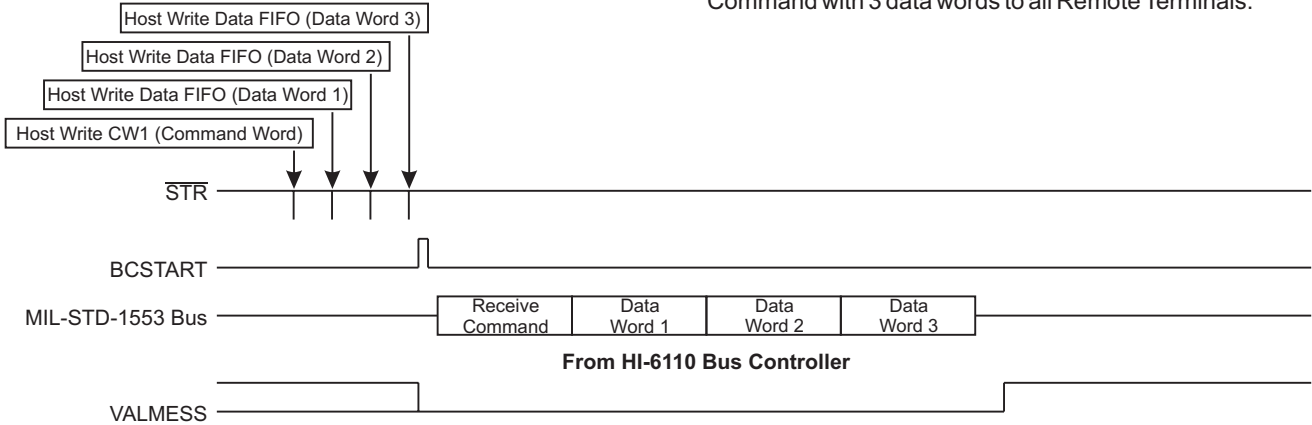 Command with 3 data words to all Remote Terminals.
Host Write Data FIFO (Data Word 3)
Host Write Data FIFO (Data Word 2)
Host Write Data FIFO (Data Word 1)
Host Write CW1 (Command Word)
STR
BCSTART
MIL-STD-1553 Bus
Receive Command
Data Word 1
Data Word 2
Data Word 3
From HI-6110 Bus Controller
VALMESS